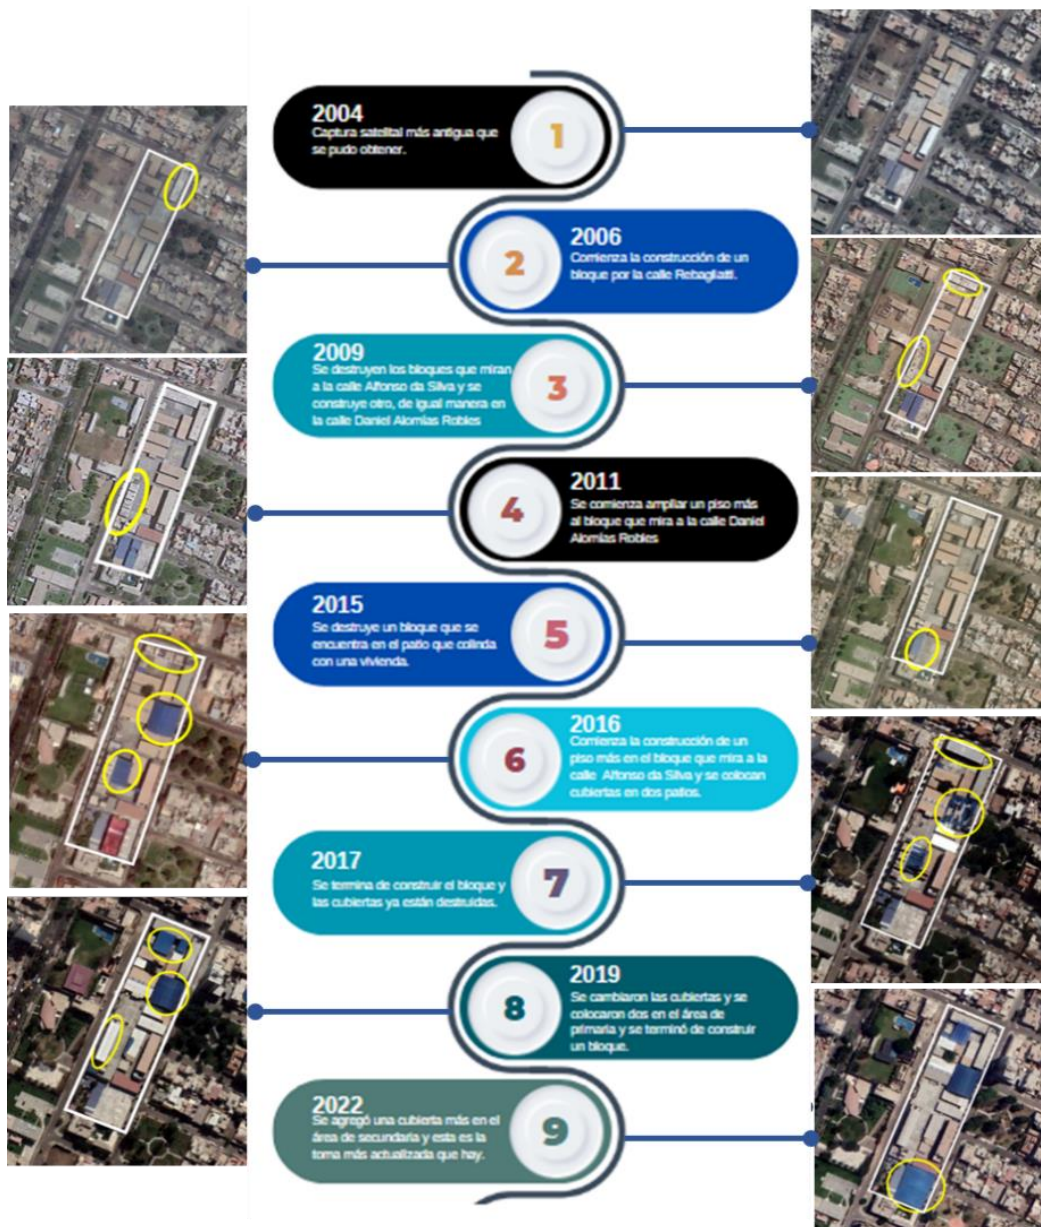 2004
Captura satelital más antigua que
se pudo obtener.
1
2006
Comienza la construcción de un
bloque por la calle Rebagliatti.
2
2009
Se destruyen los bloques que miran
a la calle Alfonso da Silva y se
construye otro, de igual manera en
la calle Daniel Alomías Robles
3
2011
Se comienza ampliar un piso más
al bloque que mira a la calle Daniel
Alomías Robles
4
2015
Se destruye un bloque que se
encuentra en el patio que colinda
con una vivienda.
5
2016
Comienza la construcción de un
piso más en el bloque que mira a la
calle Alfonso da Silva y se colocan
cubiertas en dos patios.
6
2017
Se termina de construir el bloque y
las cubiertas ya están destruidas.
7
2019
Se cambiaron las cubiertas y se
colocaron dos en el área de
primaria y se terminó de construir
un bloque.
8
2022
Se agregó una cubierta más en el
área de secundaria y esta es la
toma más actualizada que hay.
9